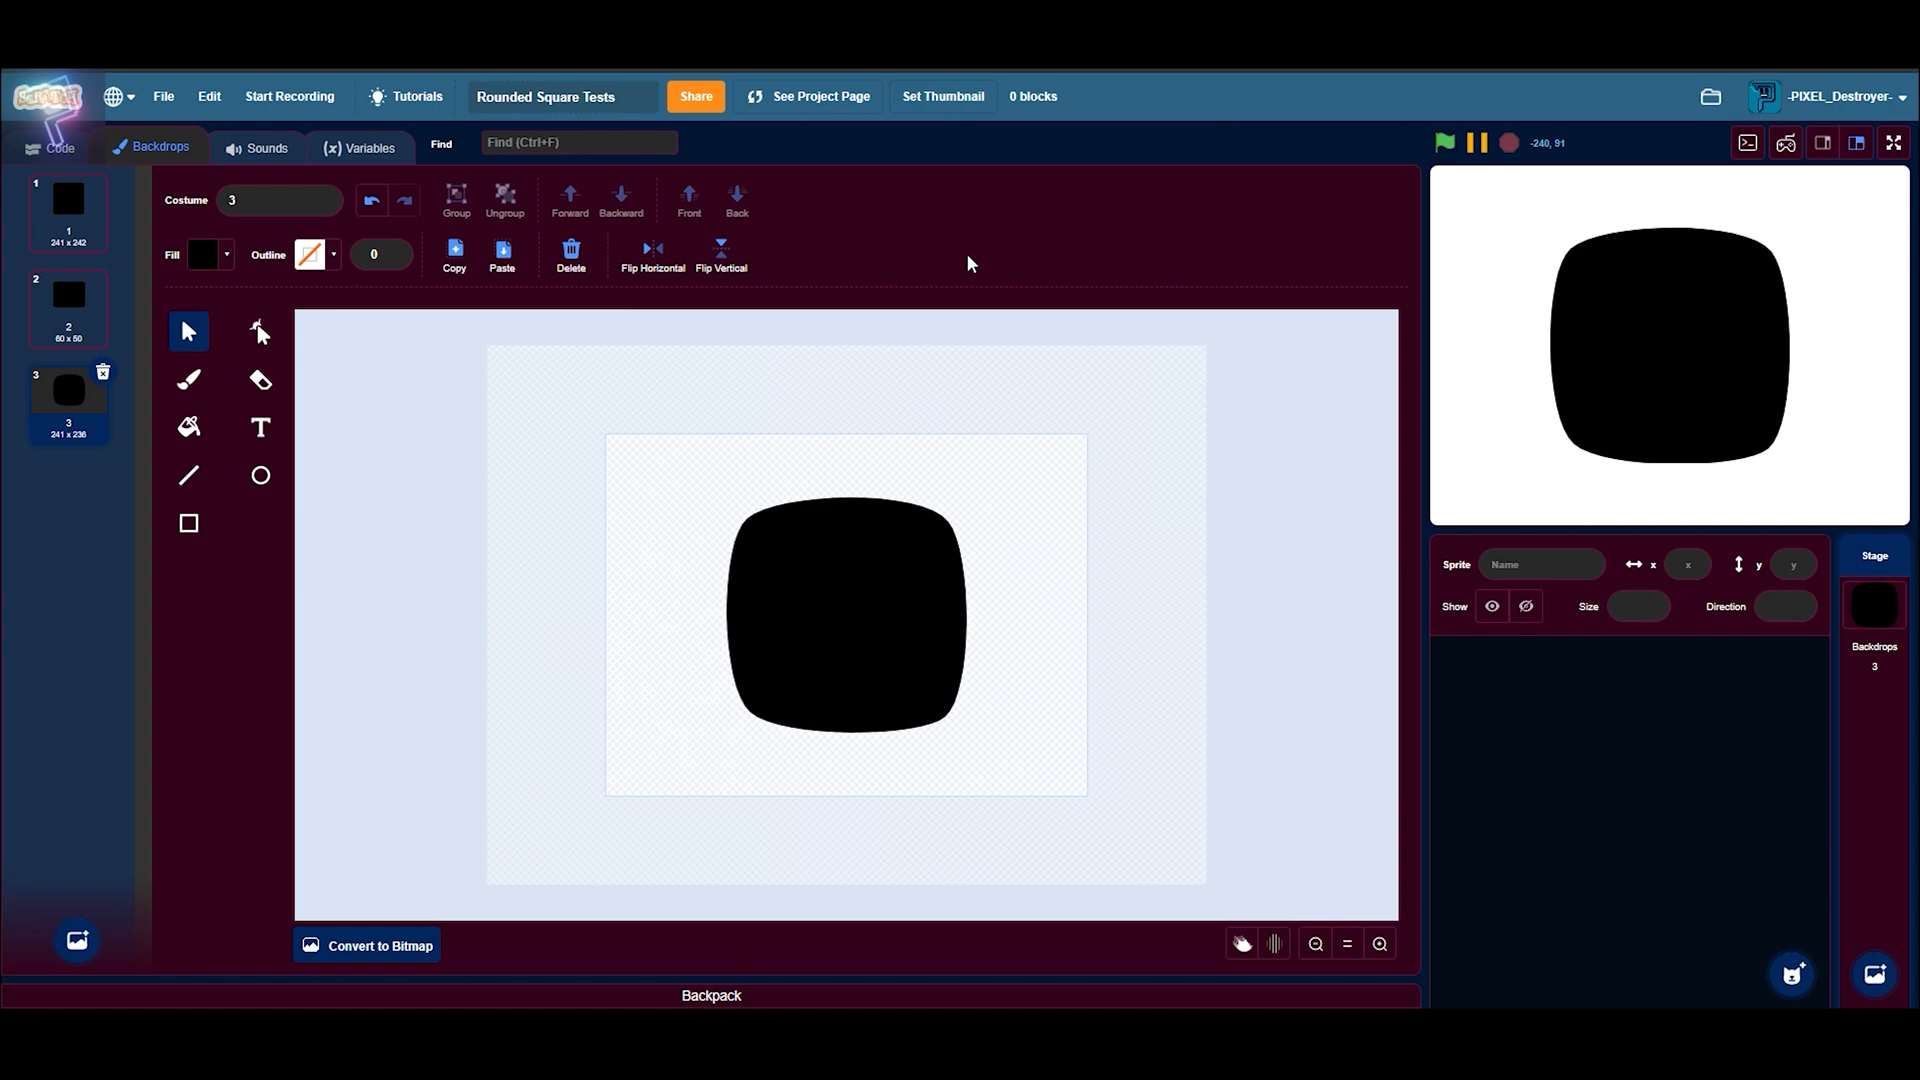 File Edit Start Recording Tutorials Rounded Square Tests Share See Project Page Set Thumbnail 0 blocks -PIXEL_Destroyer-
Code Backdrops Sounds (x) Variables Find Find (Ctrl+F) -240, 91
1
1
241 x 242
2
2
60 x 50
3
3
241 x 236
Costume 3 Group Ungroup Forward Backward Front Back
Fill Outline 0 Copy Paste Delete Flip Horizontal Flip Vertical
T
Convert to Bitmap
Backpack
Sprite Name x x y y
Show Size Direction
Stage
Backdrops
3